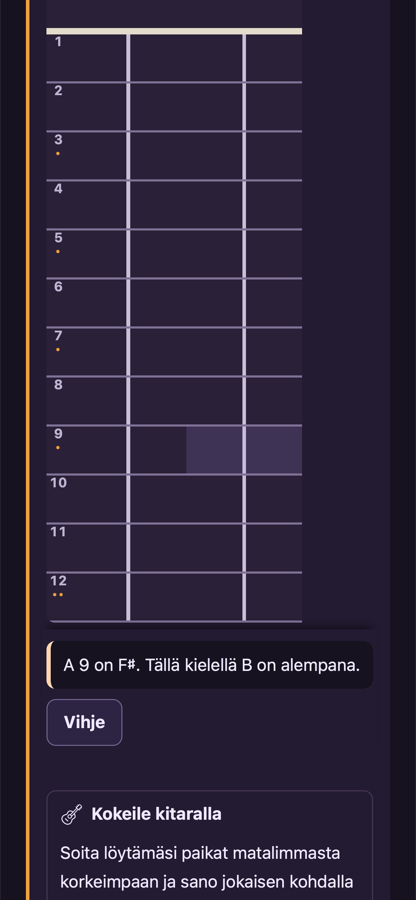 1
2
3
4
5
6
7
8
9
10
11
12
A 9 on F#. Tällä kielellä B on alempana.
Vihje
Kokeile kitaralla
Soita löytämäsi paikat matalimmasta
korkeimpaan ja sano jokaisen kohdalla